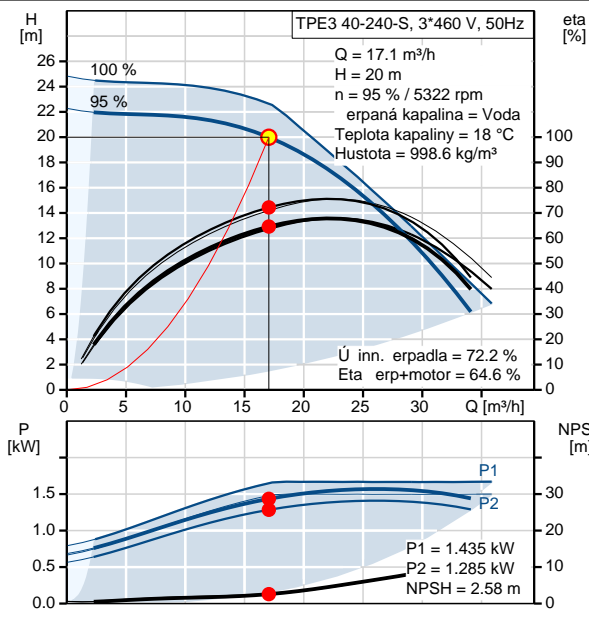 H
[m]
TPE3 40-240-S, 3*460 V, 50Hz
eta
[%]
Q = 17.1 m³/h
H = 20 m
n = 95 % / 5322 rpm
erpaná kapalina = Voda
Teplota kapaliny = 18 °C
Hustota = 998.6 kg/m³
100 %
95 %
26
24
22
20
18
16
14
12
10
8
6
4
2
0
100
90
80
70
60
50
40
30
20
10
0
Ú inn. erpadla = 72.2 %
Eta erp+motor = 64.6 %
0 5 10 15 20 25 30 Q [m³/h]
P
[kW]
NPS
[m]
1.5
1.0
0.5
0.0
30
20
10
0
P1
P2
P1 = 1.435 kW
P2 = 1.285 kW
NPSH = 2.58 m